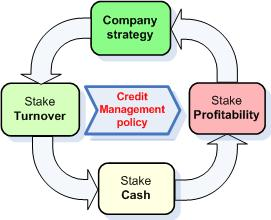 Company
strategy
Stake
Turnover
Credit
Management
policy
Stake
Profitability
Stake
Cash